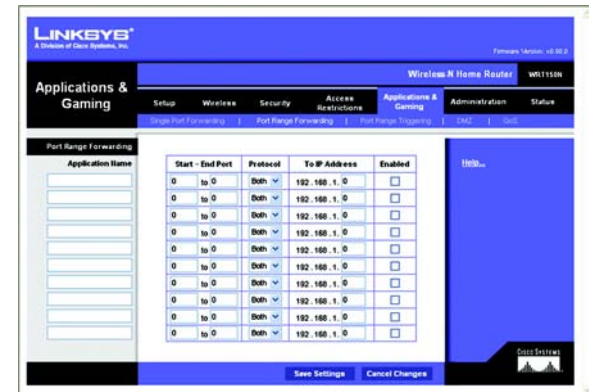 LINKSYS®
A Division of Cisco Systems, Inc.
Firmware Version: v0.00.2
Wireless-N Home Router WRT150N
Applications & Gaming
Setup Wireless Security Access Restrictions Applications & Gaming Administration Status
Single Port Forwarding | Port Range Forwarding | Port Range Triggering | DMZ | QoS
Port Range Forwarding
Application Name
Start ~ End Port Protocol To IP Address Enabled
Help...
0 to 0 Both 192.168.1. 0
0 to 0 Both 192.168.1. 0
0 to 0 Both 192.168.1. 0
0 to 0 Both 192.168.1. 0
0 to 0 Both 192.168.1. 0
0 to 0 Both 192.168.1. 0
0 to 0 Both 192.168.1. 0
0 to 0 Both 192.168.1. 0
0 to 0 Both 192.168.1. 0
0 to 0 Both 192.168.1. 0
Save Settings Cancel Changes
CISCO SYSTEMS